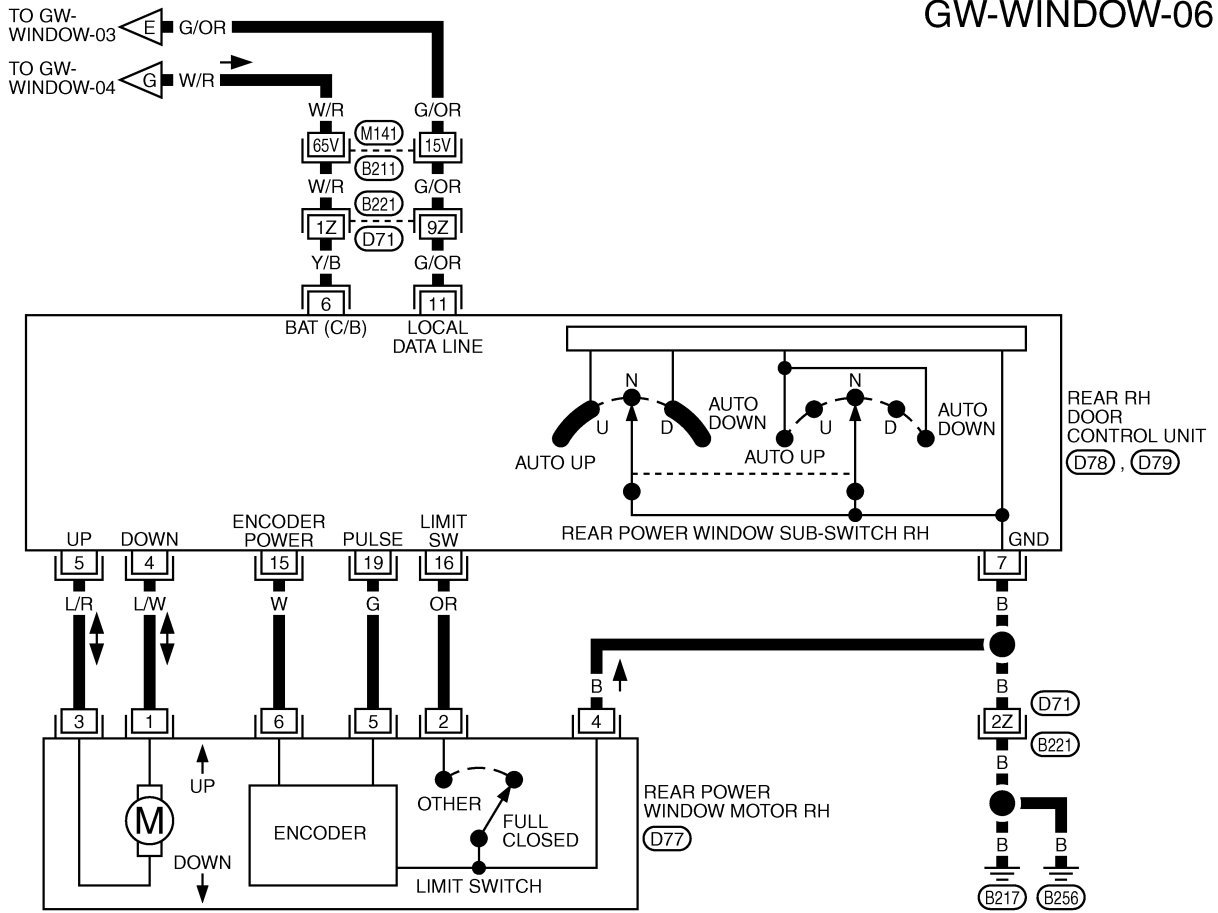 GW-WINDOW-06
TO GW-
WINDOW-03
E
G/OR
TO GW-
WINDOW-04
G
W/R
W/R
G/OR
65V
M141
15V
B211
W/R
G/OR
B221
1Z
9Z
D71
Y/B
G/OR
6
11
BAT (C/B)
LOCAL
DATA LINE
N
U
D
AUTO
DOWN
AUTO UP
N
U
D
AUTO
DOWN
AUTO UP
REAR RH
DOOR
CONTROL UNIT
D78 , D79
REAR POWER WINDOW SUB-SWITCH RH
UP
DOWN
ENCODER
POWER
PULSE
LIMIT
SW
GND
5
4
15
19
16
7
L/R
L/W
W
G
OR
B
B
B
3
1
6
5
2
4
2Z
D71
B221
B
UP
M
DOWN
ENCODER
OTHER
FULL
CLOSED
LIMIT SWITCH
REAR POWER
WINDOW MOTOR RH
D77
B
B
B217
B256